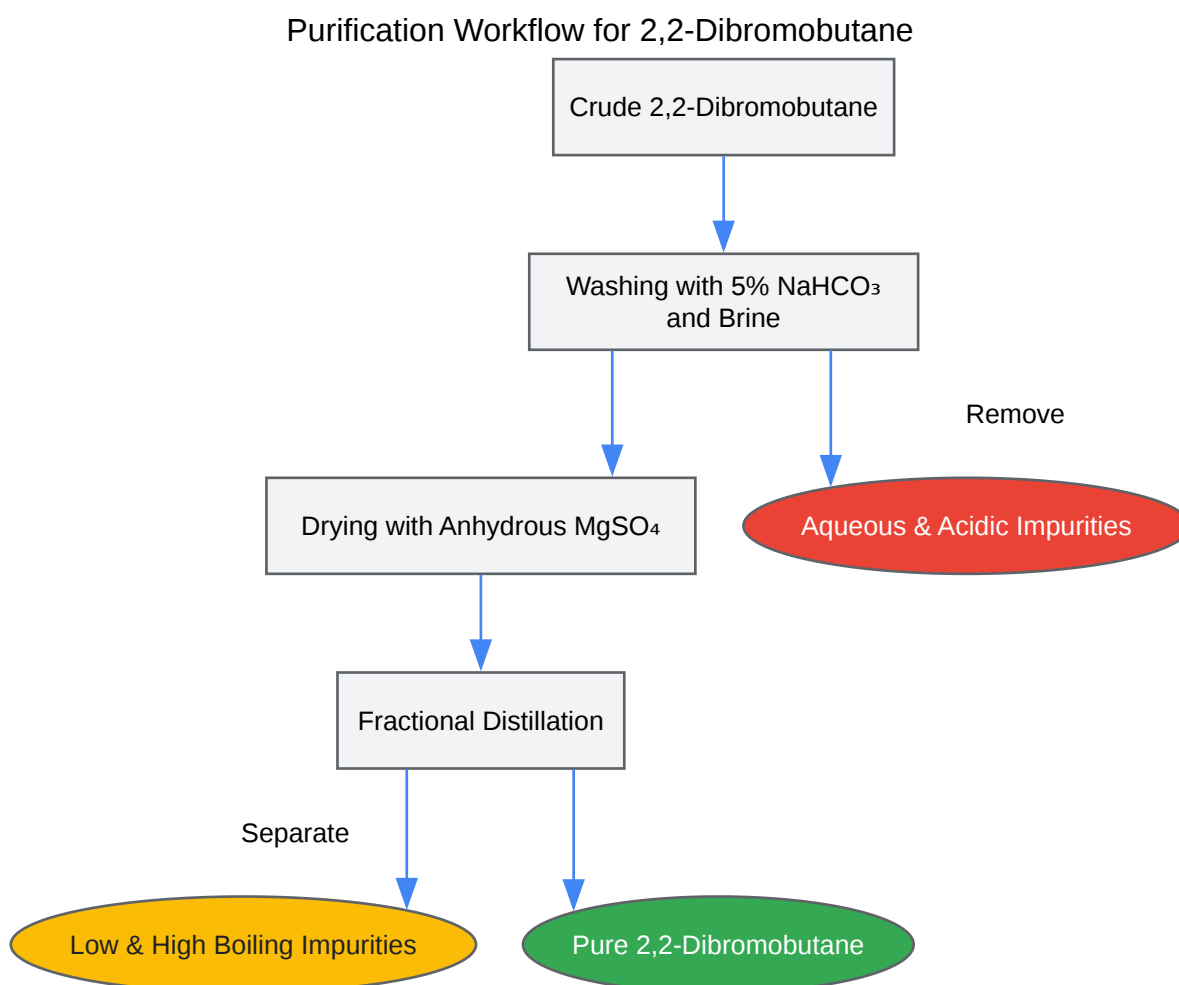 Purification Workflow for 2,2-Dibromobutane
Crude 2,2-Dibromobutane
Washing with 5% NaHCO₃
and Brine
Remove
Drying with Anhydrous MgSO₄
Aqueous & Acidic Impurities
Fractional Distillation
Separate
Low & High Boiling Impurities
Pure 2,2-Dibromobutane